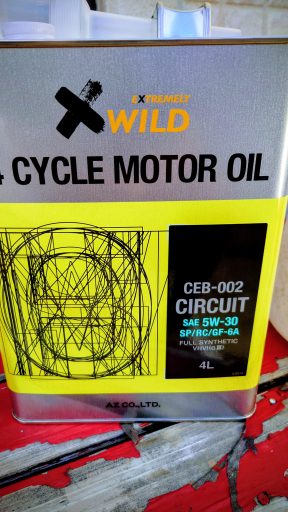 EXTREMELY
WILD
4 CYCLE MOTOR OIL
CEB-002
CIRCUIT
SAE 5W-30
SP/RC/GF-6A
FULL SYNTHETIC
4L
AZ CO.,LTD.